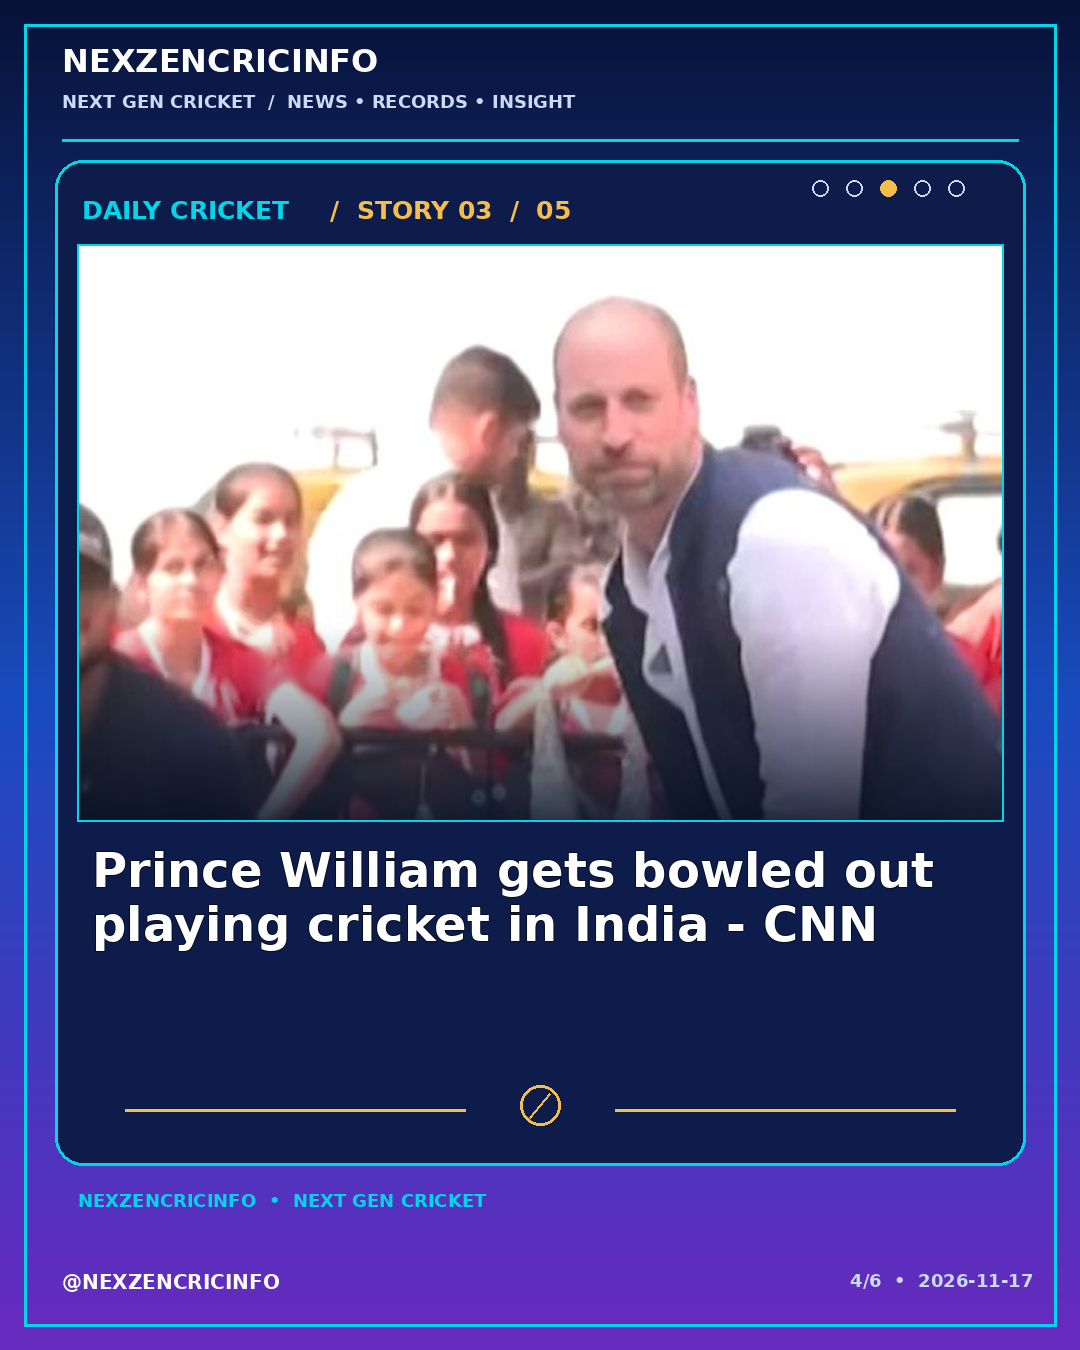 NEXZENCRICINFO
NEXT GEN CRICKET / NEWS • RECORDS • INSIGHT
DAILY CRICKET / STORY 03 / 05
Prince William gets bowled out
playing cricket in India - CNN
NEXZENCRICINFO • NEXT GEN CRICKET
@NEXZENCRICINFO
4/6 • 2026-11-17